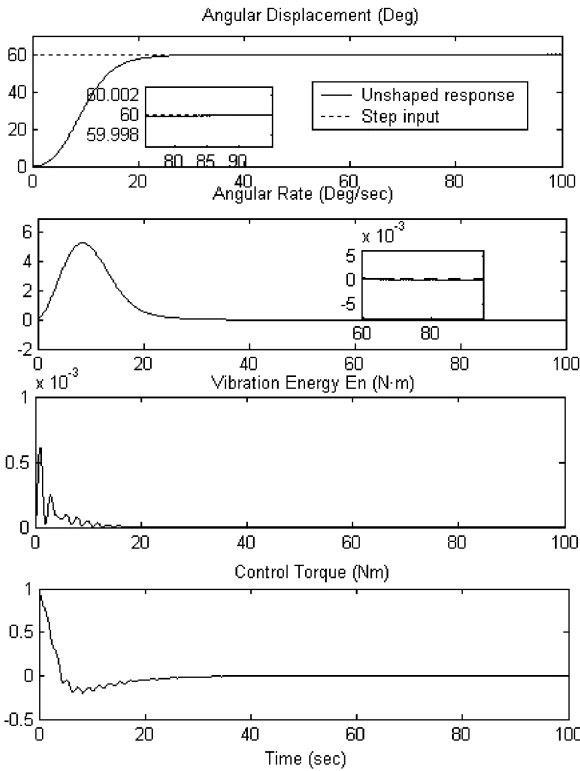 Angular Displacement (Deg)
60
40
20
0
60.002
60
59.998
80 85 90
Unshaped response
Step input
0 20 40 60 80 100
Angular Rate (Deg/sec)
6
4
2
0
-2
x 10-3
5
0
-5
60 80
0 20 40 60 80 100
x 10-3
Vibration Energy En (N·m)
1
0.5
0
0 20 40 60 80 100
Control Torque (Nm)
1
0.5
0
-0.5
0 20 40 60 80 100
Time (sec)